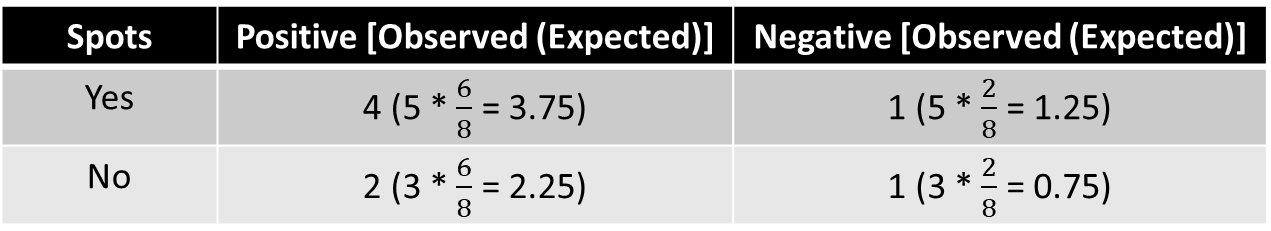 Spots Positive [Observed (Expected)] Negative [Observed (Expected)]
Yes 4 (5 * 6/8 = 3.75) 1 (5 * 2/8 = 1.25)
No 2 (3 * 6/8 = 2.25) 1 (3 * 2/8 = 0.75)